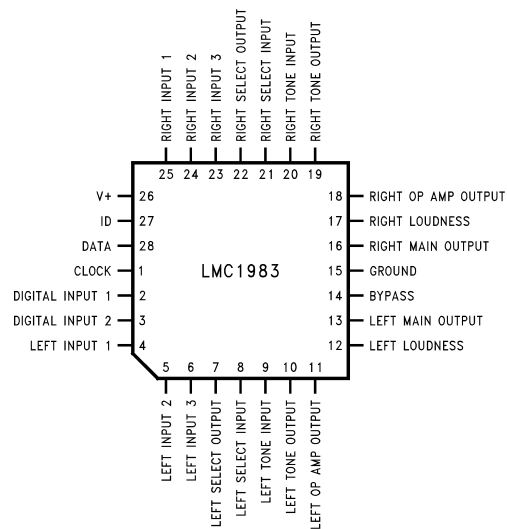 RIGHT INPUT 1
RIGHT INPUT 2
RIGHT INPUT 3
RIGHT SELECT OUTPUT
RIGHT SELECT INPUT
RIGHT TONE INPUT
RIGHT TONE OUTPUT
25 24 23 22 21 20 19
V+ 26
ID 27
DATA 28
CLOCK 1
DIGITAL INPUT 1 2
DIGITAL INPUT 2 3
LEFT INPUT 1 4
LMC1983
18 RIGHT OP AMP OUTPUT
17 RIGHT LOUDNESS
16 RIGHT MAIN OUTPUT
15 GROUND
14 BYPASS
13 LEFT MAIN OUTPUT
12 LEFT LOUDNESS
5 6 7 8 9 10 11
LEFT INPUT 2
LEFT INPUT 3
LEFT SELECT OUTPUT
LEFT SELECT INPUT
LEFT TONE INPUT
LEFT TONE OUTPUT
LEFT OP AMP OUTPUT